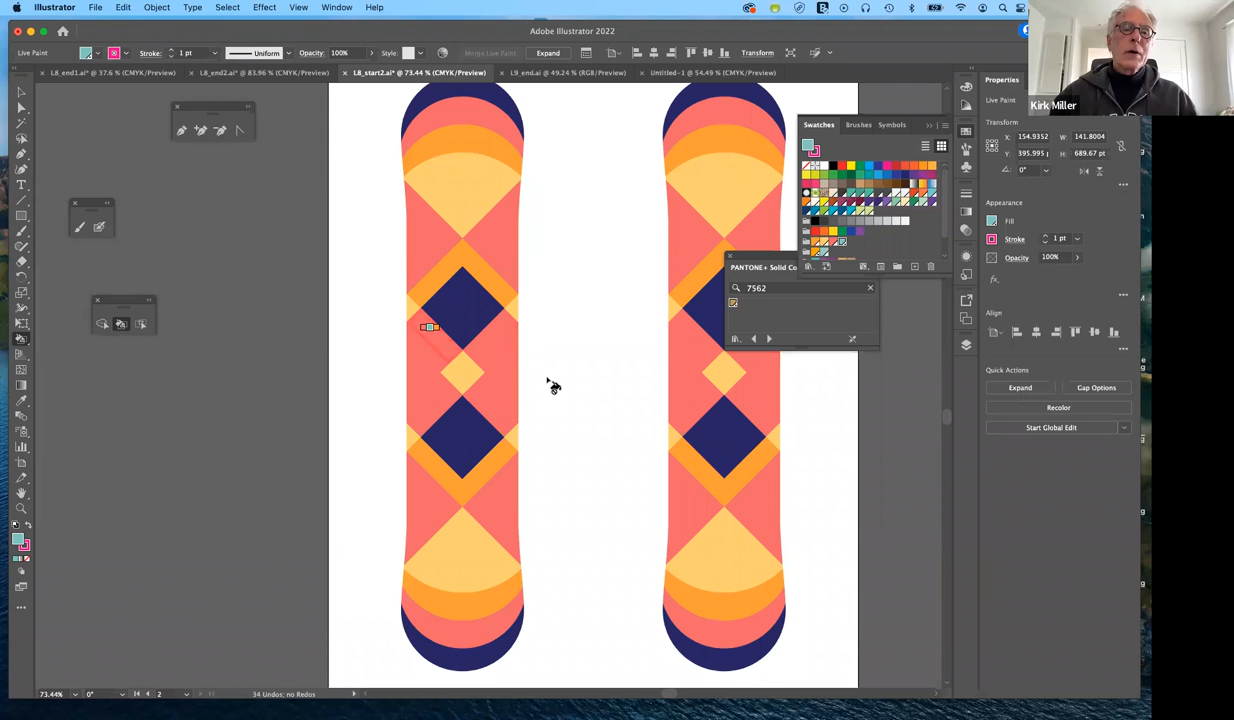 Illustrator File Edit Object Type Select Effect View Window Help
Adobe Illustrator 2022
Live Paint Stroke: 1 pt Uniform Opacity: 100% Style: Merge Live Paint Expand Transform
L8_end1.ai* @ 37.6 % (CMYK/Preview) L8_end2.ai* @ 83.96 % (CMYK/Preview) L8_start2.ai* @ 73.44 % (CMYK/Preview) L9_end.ai @ 49.24 % (RGB/Preview) Untitled-1 @ 54.49 % (CMYK/Preview)
Kirk Miller
Properties
Live Paint
Transform
X: 154.9352 W: 141.8004
Y: 395.995 p H: 689.67 pt
0°
Appearance
Fill
Stroke 1 pt
Opacity 100%
fx
Align
Quick Actions
Expand Gap Options
Recolor
Start Global Edit
Swatches Brushes Symbols
PANTONE+ Solid Co
7562
73.44% 0° 2 34 Undos; no Redos